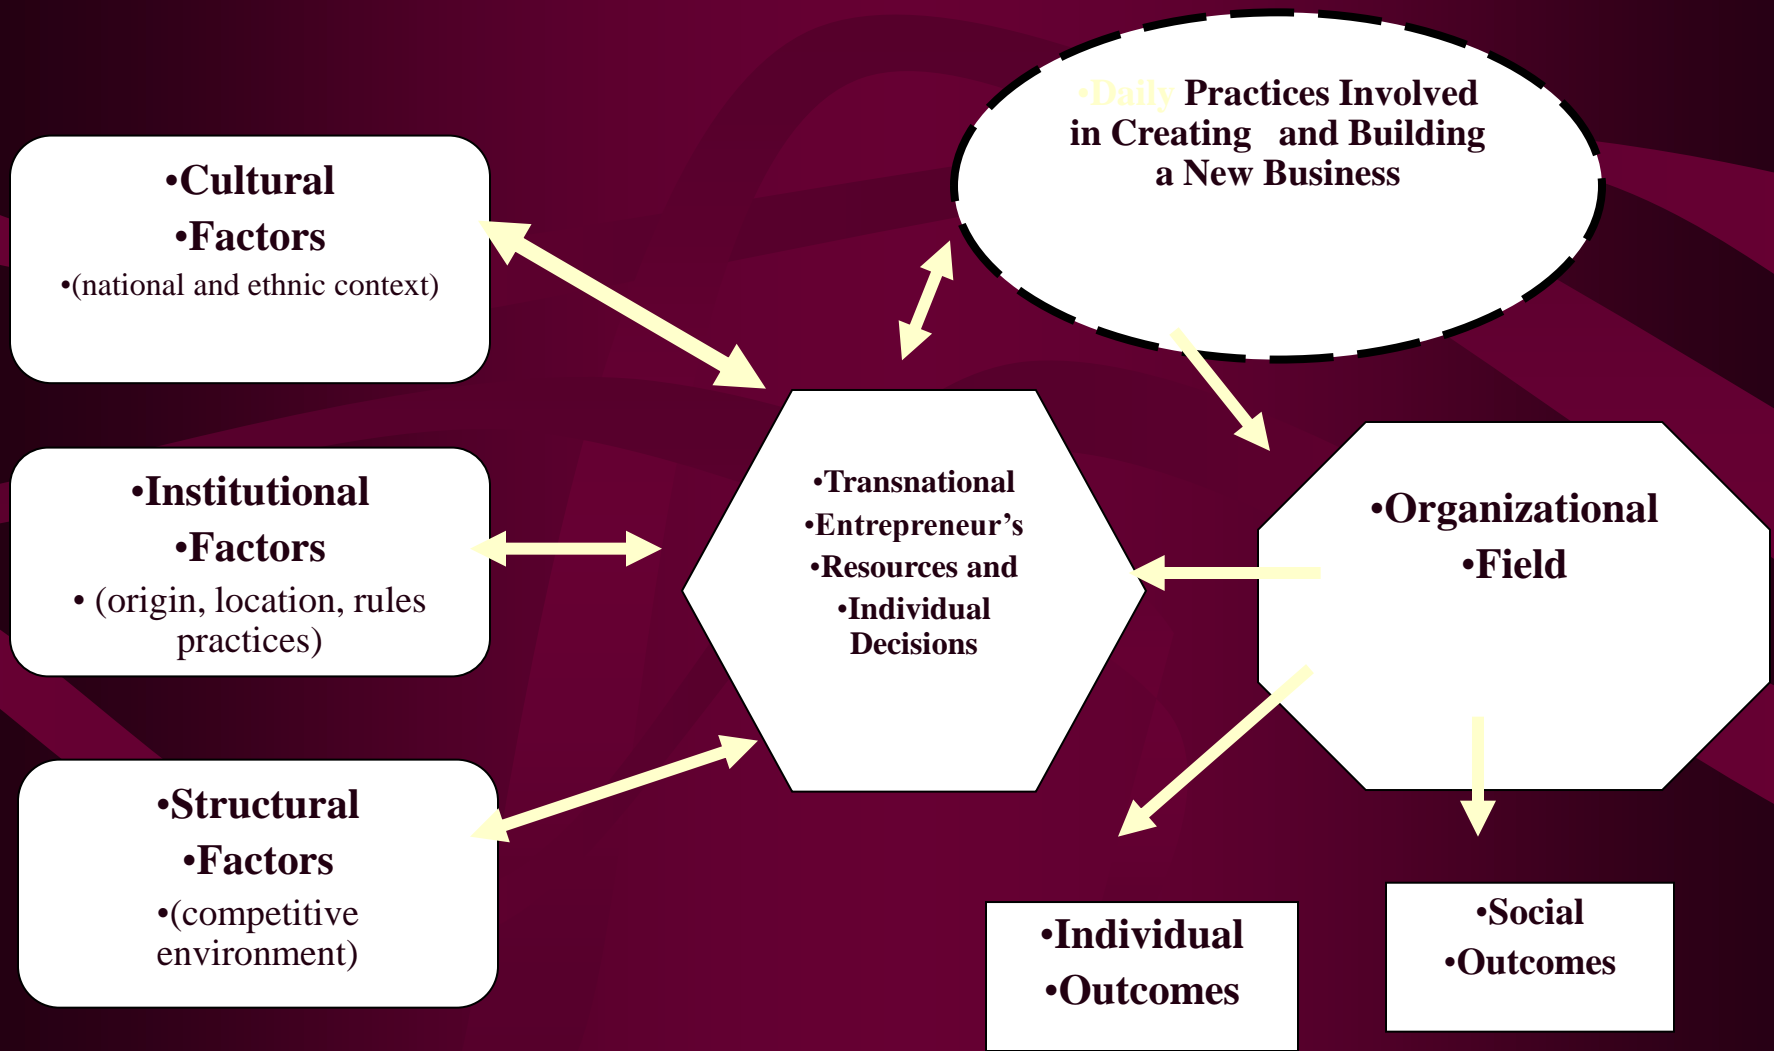 •Daily Practices Involved
in Creating and Building
a New Business
•Cultural
•Factors
•(national and ethnic context)
•Institutional
•Factors
• (origin, location, rules
practices)
•Structural
•Factors
•(competitive
environment)
•Transnational
•Entrepreneur’s
•Resources and
•Individual
Decisions
•Organizational
•Field
•Individual
•Outcomes
•Social
•Outcomes